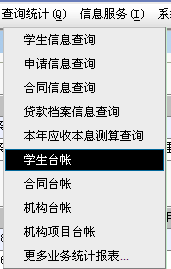 查询统计(Q) 信息服务(I) 系
学生信息查询
申请信息查询
合同信息查询
贷款档案信息查询
本年应收本息测算查询
学生台帐
合同台帐
机构台帐
机构项目台帐
更多业务统计报表...